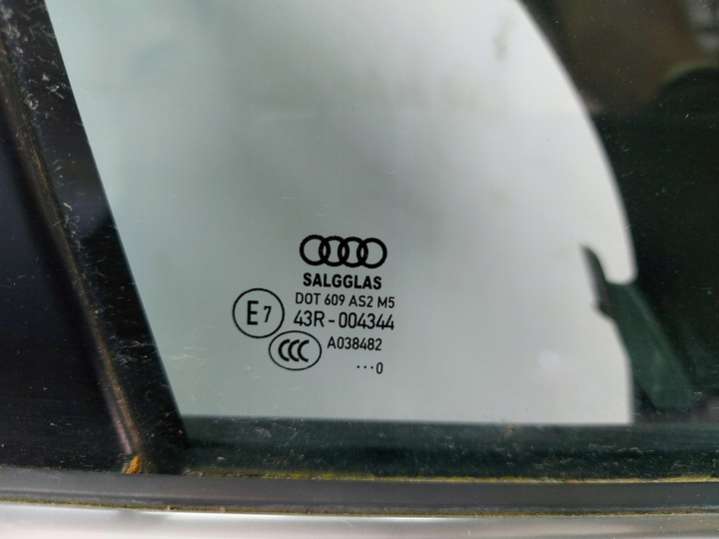 SALGGLAS
DOT 609 AS2 M5
E7 43R-004344
CCC A038482
...0